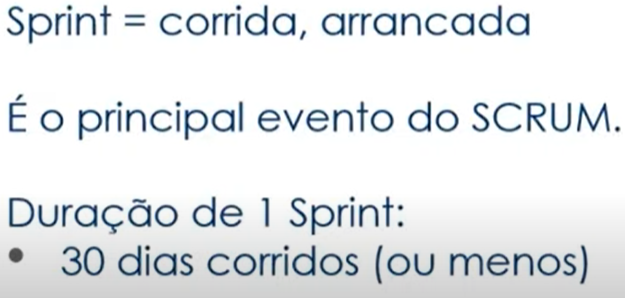 Sprint = corrida, arrancada
É o principal evento do SCRUM.
Duração de 1 Sprint:
• 30 dias corridos (ou menos)